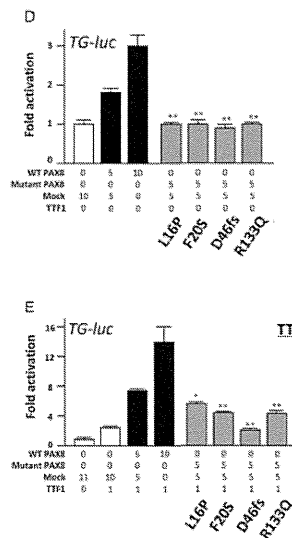 D
TG-luc
Fold activation
3
2
1
0
** ** ** **
WT PAX8 0 5 10 0 0 0 0
Mutant PAX8 0 0 0 5 5 5 5
Mock 10 5 0 5 5 5 5
TTF1 0 0 0 0 0 0 0
L16P F20S D46fs R133Q
E
TG-luc
TT
Fold activation
16
12
8
4
0
* ** ** **
WT PAX8 0 0 5 10 0 0 0 0
Mutant PAX8 0 0 0 0 5 5 5 5
Mock 11 10 5 0 5 5 5 5
TTF1 0 1 1 1 1 1 1 1
L16P F20S D46fs R133Q